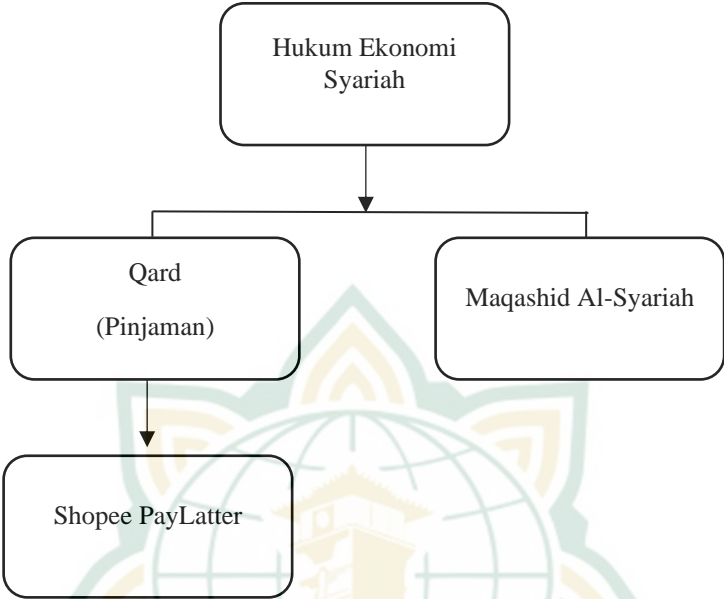 Hukum Ekonomi
Syariah
Qard
(Pinjaman)
Maqashid Al-Syariah
Shopee PayLatter